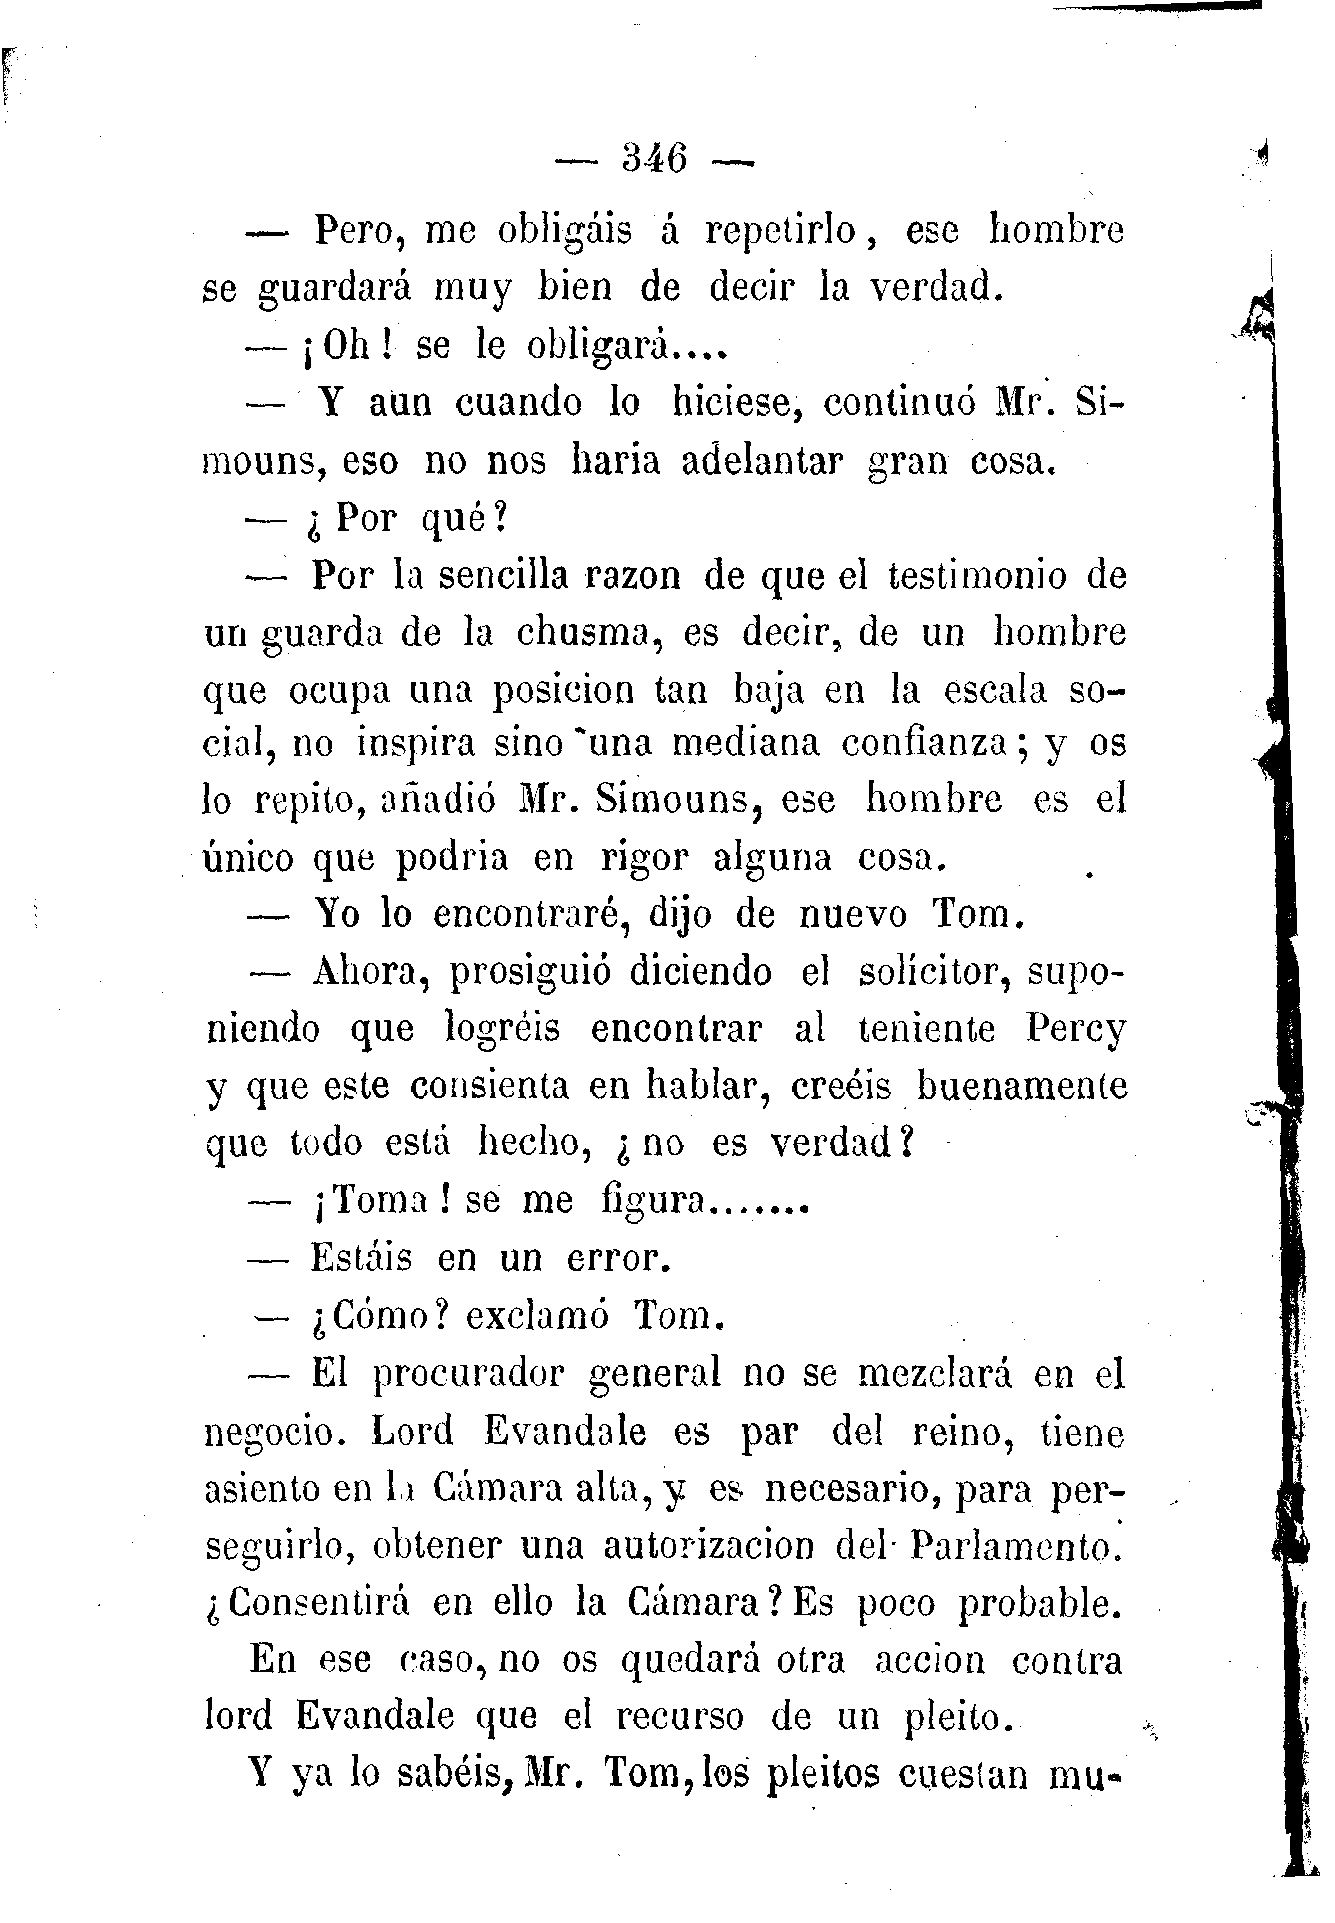 — 346 —
— Pero, me obligáis á repetirlo, ese hombre
se guardará muy bien de decir la verdad.
— ¡Oh! se le obligará....
— Y aun cuando lo hiciese, continuó Mr. Si-
mouns, eso no nos haria adelantar gran cosa.
— ¿Por qué?
— Por la sencilla razon de que el testimonio de
un guarda de la chusma, es decir, de un hombre
que ocupa una posicion tan baja en la escala so-
cial, no inspira sino una mediana confianza; y os
lo repito, añadió Mr. Simouns, ese hombre es el
único que podria en rigor alguna cosa.
— Yo lo encontraré, dijo de nuevo Tom.
— Ahora, prosiguió diciendo el solícitor, supo-
niendo que logréis encontrar al teniente Percy
y que este consienta en hablar, creéis buenamente
que todo está hecho, ¿no es verdad?
— ¡Toma! se me figura.......
— Estáis en un error.
— ¿Cómo? exclamó Tom.
— El procurador general no se mezclará en el
negocio. Lord Evandale es par del reino, tiene
asiento en la Cámara alta, y es necesario, para per-
seguirlo, obtener una autorizacion del Parlamento.
¿Consentirá en ello la Cámara? Es poco probable.
En ese caso, no os quedará otra accion contra
lord Evandale que el recurso de un pleito.
Y ya lo sabéis, Mr. Tom, los pleitos cuestan mu-